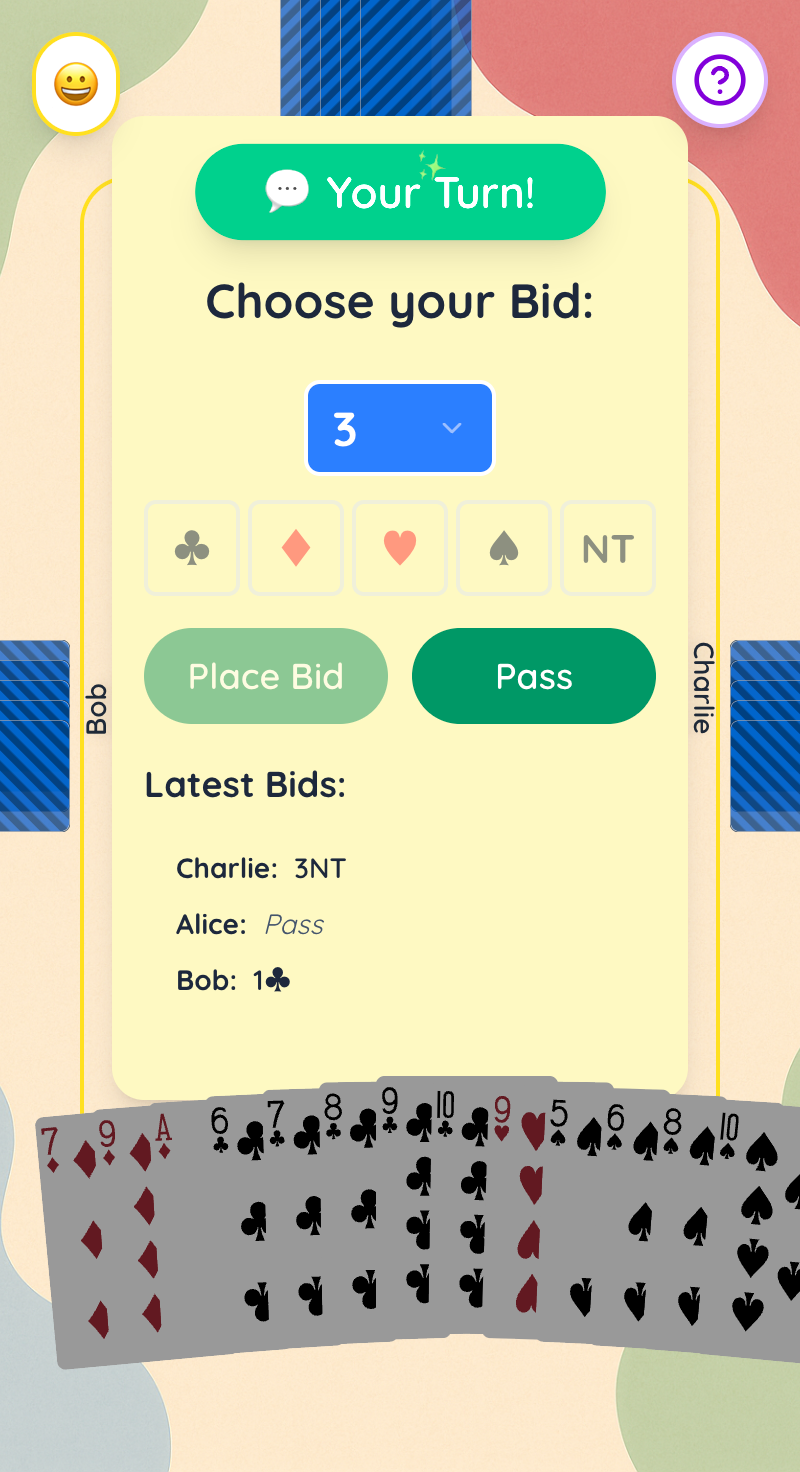 💬 Your Turn!
Choose your Bid:
3
♣ ♦ ♥ ♠ NT
Place Bid Pass
Bob
Charlie
Latest Bids:
Charlie: 3NT
Alice: Pass
Bob: 1♣
7♦ 9♦ A♦ 6♣ 7♣ 8♣ 9♣ 10♣ 9♥ 5♠ 6♠ 8♠ 10♠